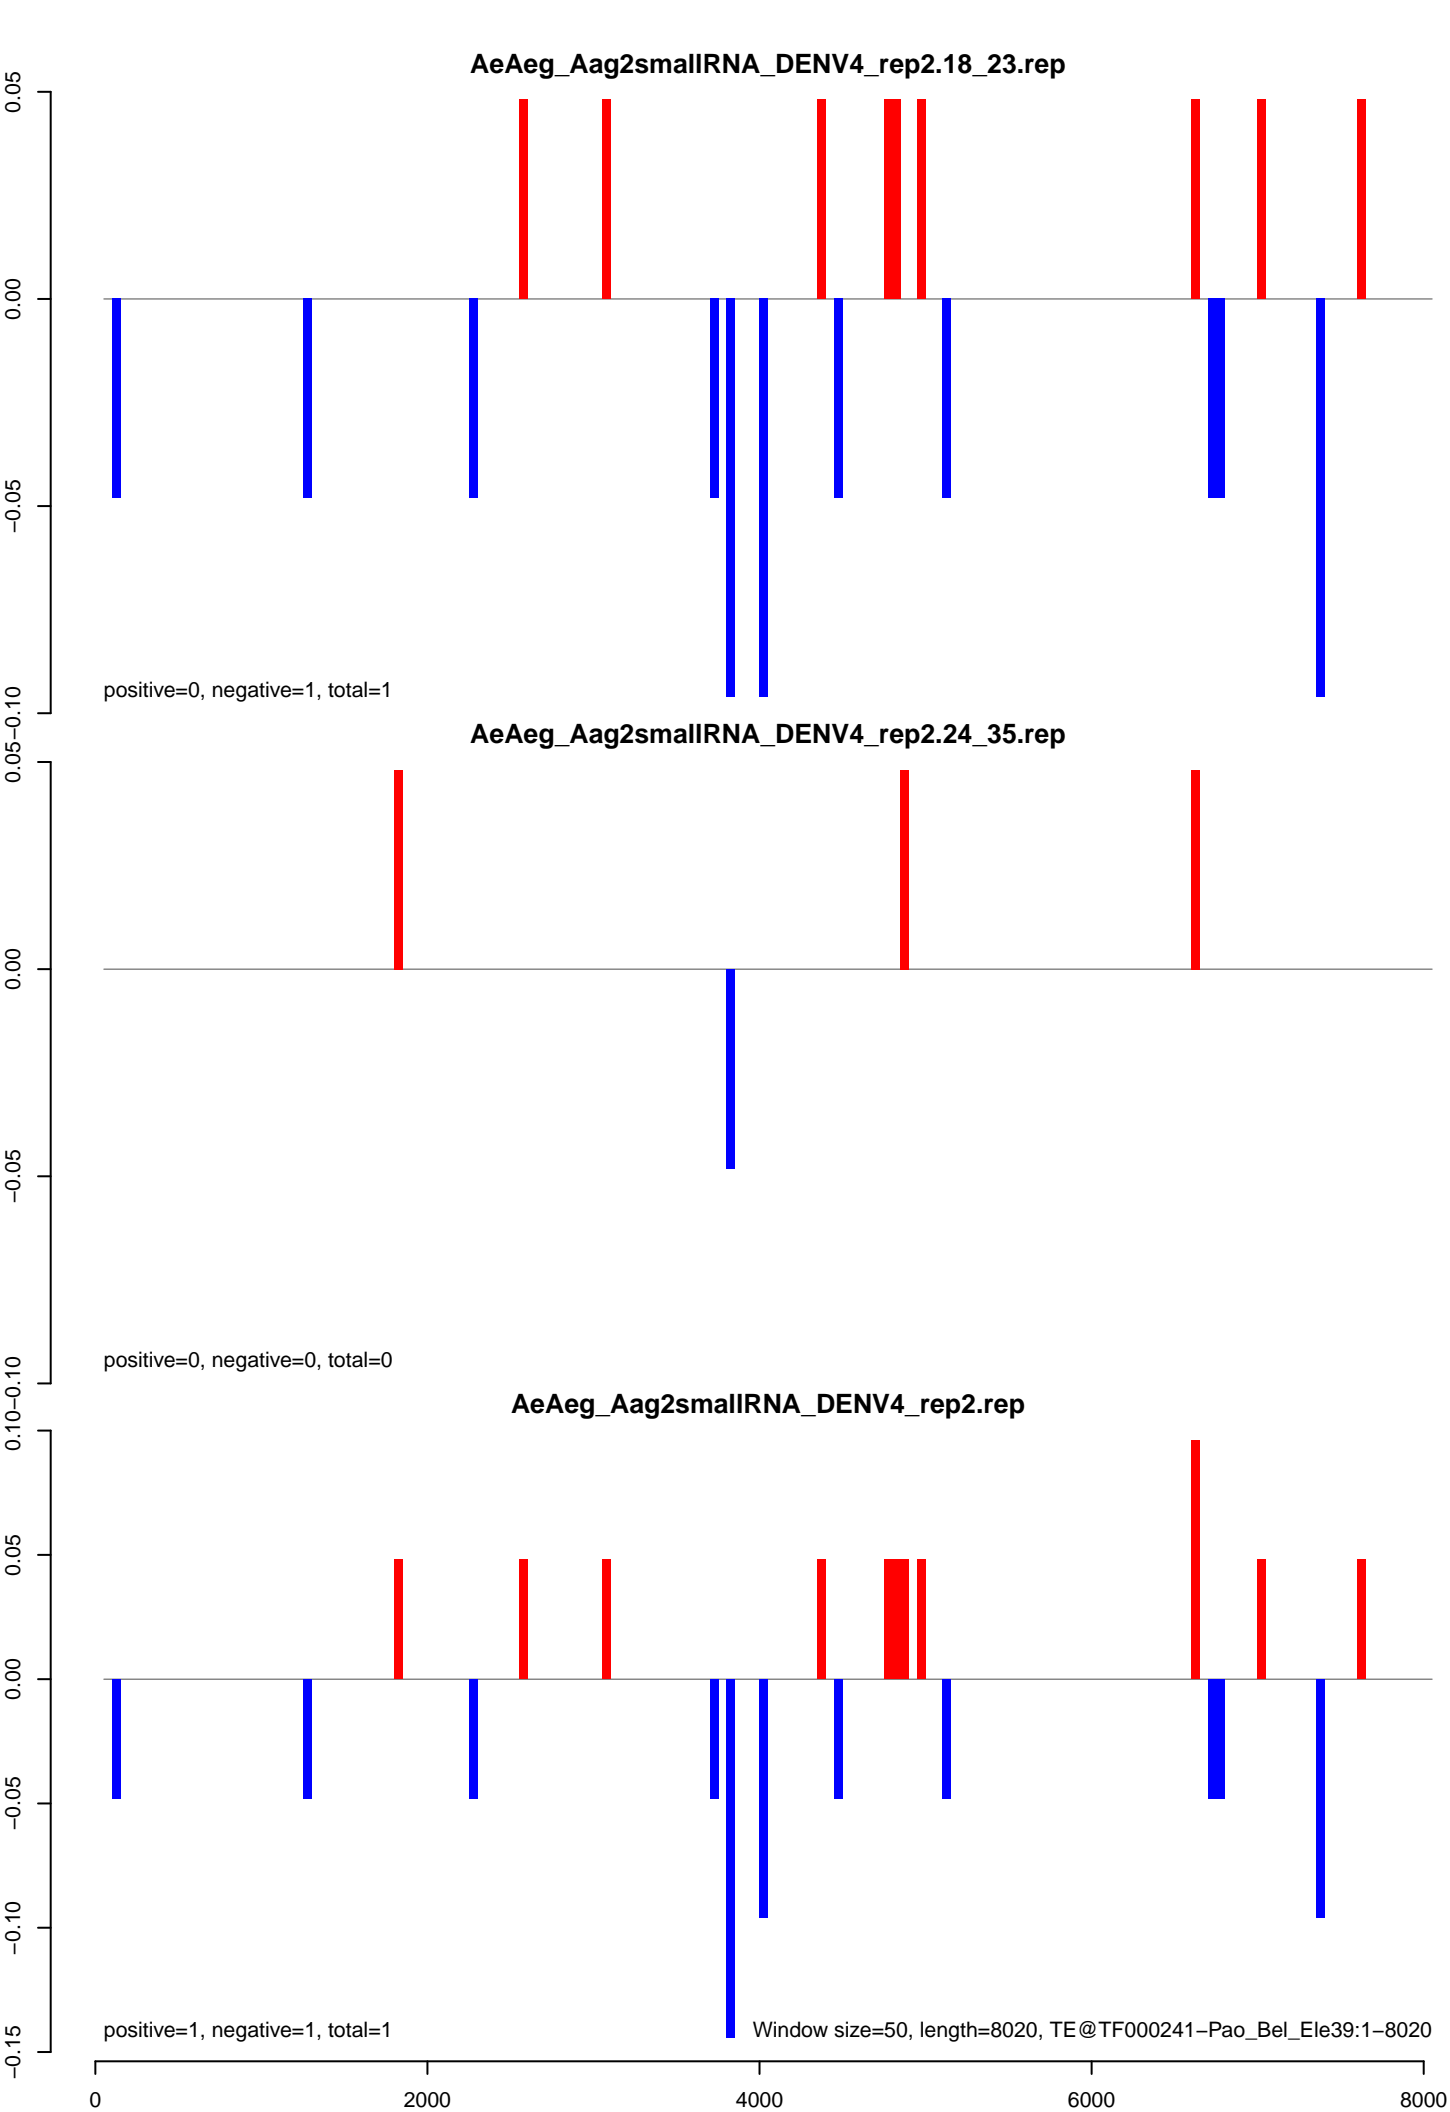 AeAeg_Aag2smallRNA_DENV4_rep2.18_23.rep
0.05
0.00
−0.05
−0.10
positive=0, negative=1, total=1
AeAeg_Aag2smallRNA_DENV4_rep2.24_35.rep
0.05
0.00
−0.05
−0.10
positive=0, negative=0, total=0
AeAeg_Aag2smallRNA_DENV4_rep2.rep
0.10
0.05
0.00
−0.05
−0.10
−0.15
positive=1, negative=1, total=1
Window size=50, length=8020, TE@TF000241−Pao_Bel_Ele39:1−8020
0 2000 4000 6000 8000